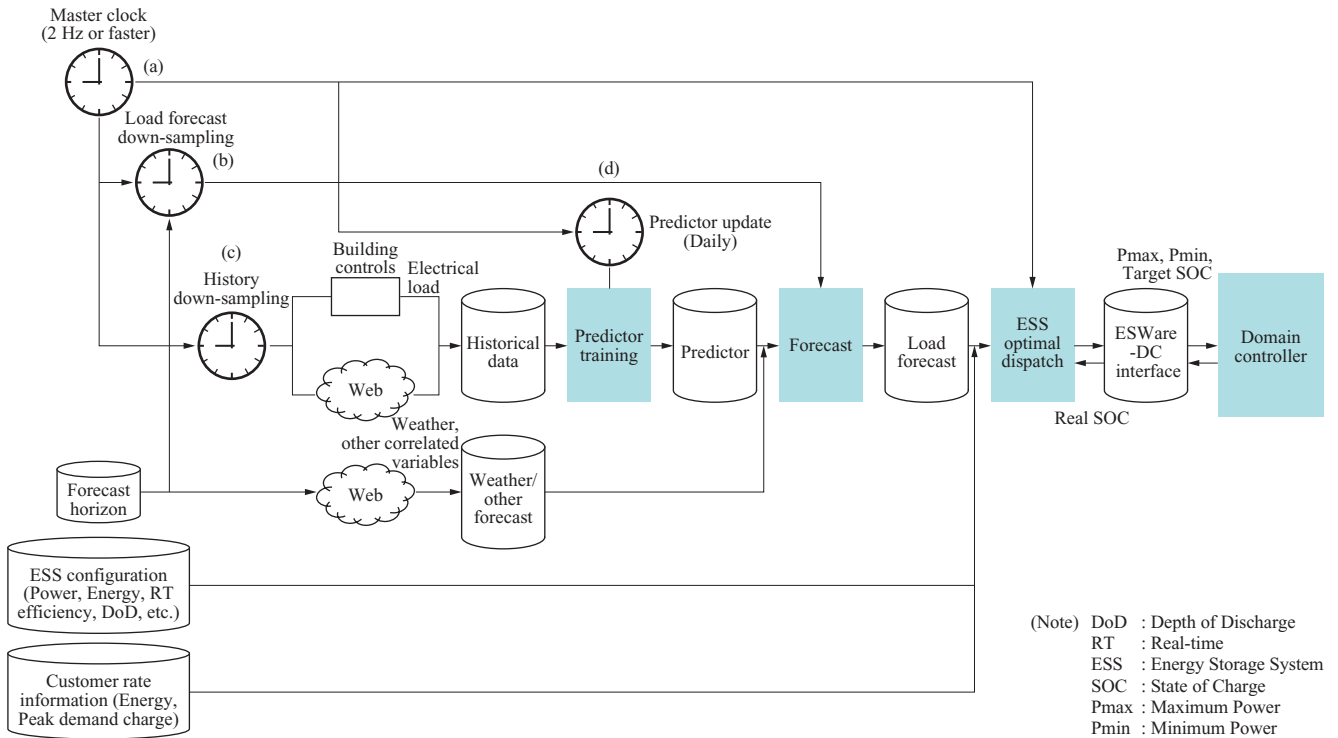 Master clock
(2 Hz or faster)
(a)
Load forecast
down-sampling
(b)
(d)
(c)
History
down-sampling
Building
controls
Electrical
load
Predictor update
(Daily)
Pmax, Pmin,
Target SOC
Historical
data
Predictor
training
Predictor
Forecast
Load
forecast
ESS
optimal
dispatch
ESWare
-DC
interface
Domain
controller
Web
Real SOC
Weather,
other correlated
variables
Forecast
horizon
Web
Weather/
other
forecast
ESS configuration
(Power, Energy, RT
efficiency, DoD, etc.)
Customer rate
information (Energy,
Peak demand charge)
(Note) DoD : Depth of Discharge
RT : Real-time
ESS : Energy Storage System
SOC : State of Charge
Pmax : Maximum Power
Pmin : Minimum Power